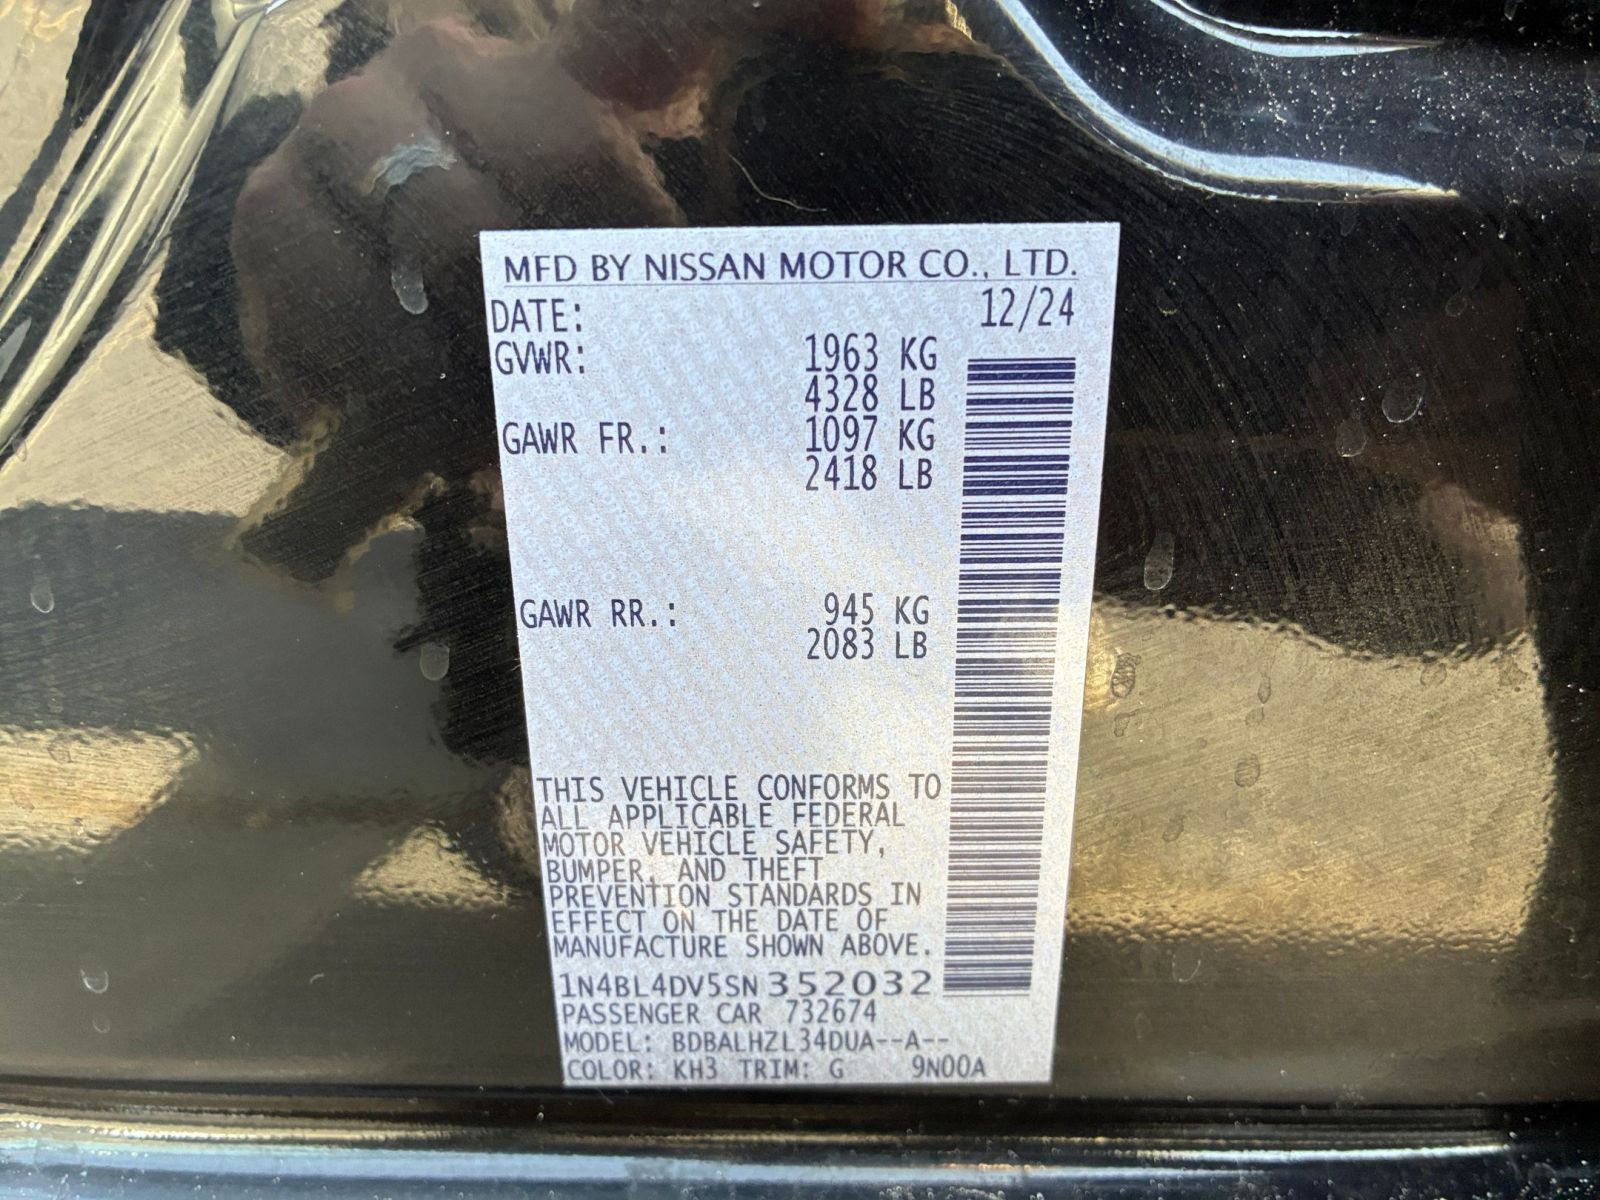 MFD BY NISSAN MOTOR CO., LTD.
DATE: 12/24
GVWR: 1963 KG
4328 LB
GAWR FR.: 1097 KG
2418 LB
GAWR RR.: 945 KG
2083 LB
THIS VEHICLE CONFORMS TO
ALL APPLICABLE FEDERAL
MOTOR VEHICLE SAFETY,
BUMPER, AND THEFT
PREVENTION STANDARDS IN
EFFECT ON THE DATE OF
MANUFACTURE SHOWN ABOVE.
1N4BL4DV5SN352032
PASSENGER CAR 732674
MODEL: BDBALHZL34DUA--A--
COLOR: KH3 TRIM: G 9N00A